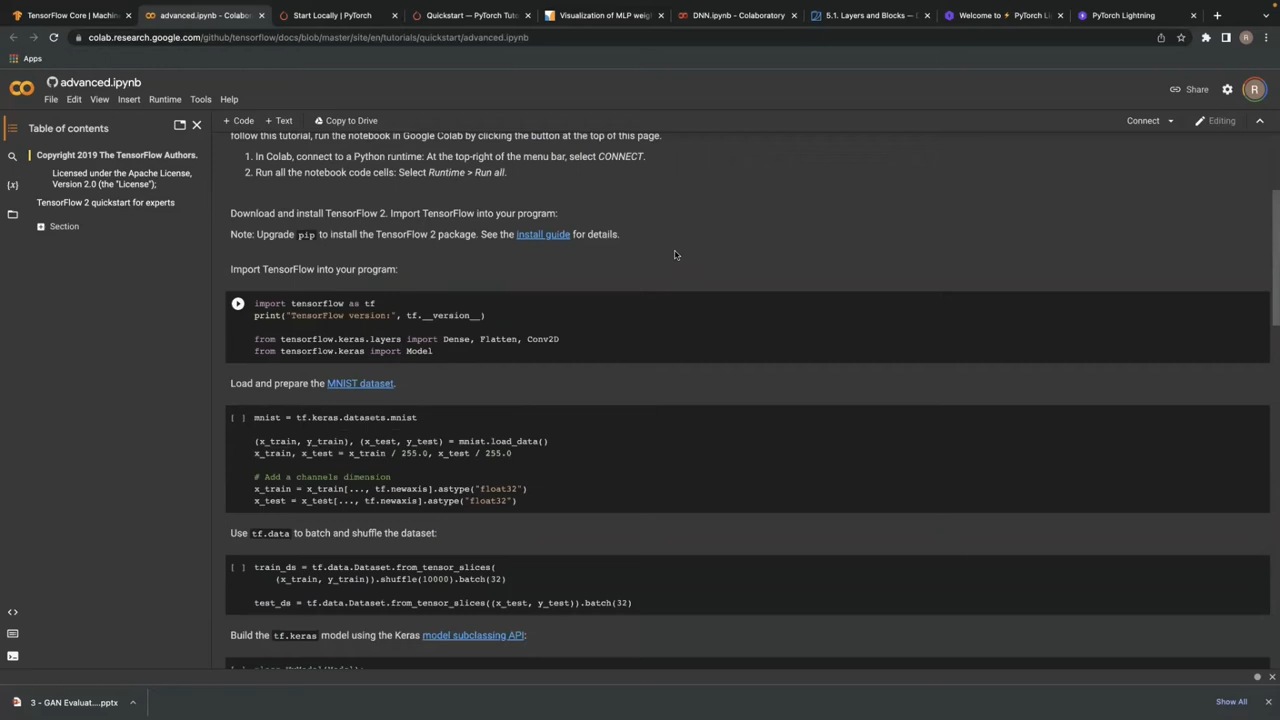 TensorFlow Core | Machin
advanced.ipynb - Colabora
Start Locally | PyTorch
Quickstart — PyTorch Tuto
Visualization of MLP weig
DNN.ipynb - Colaboratory
5.1. Layers and Blocks — D
Welcome to ⚡ PyTorch Li
PyTorch Lightning
colab.research.google.com/github/tensorflow/docs/blob/master/site/en/tutorials/quickstart/advanced.ipynb
R
Apps
advanced.ipynb
File Edit View Insert Runtime Tools Help
Share
R
Table of contents
+ Code + Text Copy to Drive
Connect
Editing
Copyright 2019 The TensorFlow Authors.
Licensed under the Apache License,
Version 2.0 (the "License");
TensorFlow 2 quickstart for experts
Section
follow this tutorial, run the notebook in Google Colab by clicking the button at the top of this page.
1. In Colab, connect to a Python runtime: At the top-right of the menu bar, select CONNECT.
2. Run all the notebook code cells: Select Runtime > Run all.
Download and install TensorFlow 2. Import TensorFlow into your program:
Note: Upgrade pip to install the TensorFlow 2 package. See the install guide for details.
Import TensorFlow into your program:
import tensorflow as tf
print("TensorFlow version:", tf.__version__)
from tensorflow.keras.layers import Dense, Flatten, Conv2D
from tensorflow.keras import Model
Load and prepare the MNIST dataset.
[ ] mnist = tf.keras.datasets.mnist
(x_train, y_train), (x_test, y_test) = mnist.load_data()
x_train, x_test = x_train / 255.0, x_test / 255.0
# Add a channels dimension
x_train = x_train[..., tf.newaxis].astype("float32")
x_test = x_test[..., tf.newaxis].astype("float32")
Use tf.data to batch and shuffle the dataset:
[ ] train_ds = tf.data.Dataset.from_tensor_slices(
(x_train, y_train)).shuffle(10000).batch(32)
test_ds = tf.data.Dataset.from_tensor_slices((x_test, y_test)).batch(32)
Build the tf.keras model using the Keras model subclassing API:
3 - GAN Evaluat....pptx
Show All